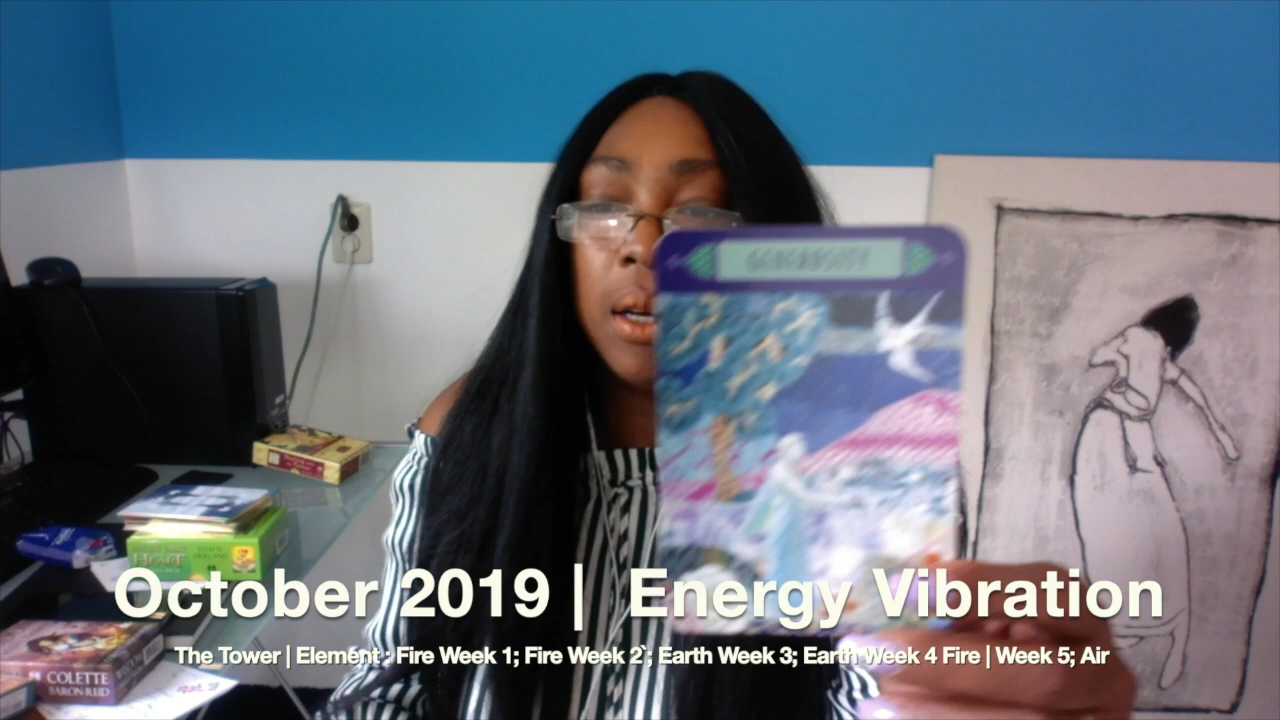 GENEROSITY
COLETTE
BARON-REID
October 2019 | Energy Vibration
The Tower | Element : Fire Week 1; Fire Week 2`; Earth Week 3; Earth Week 4 Fire | Week 5; Air